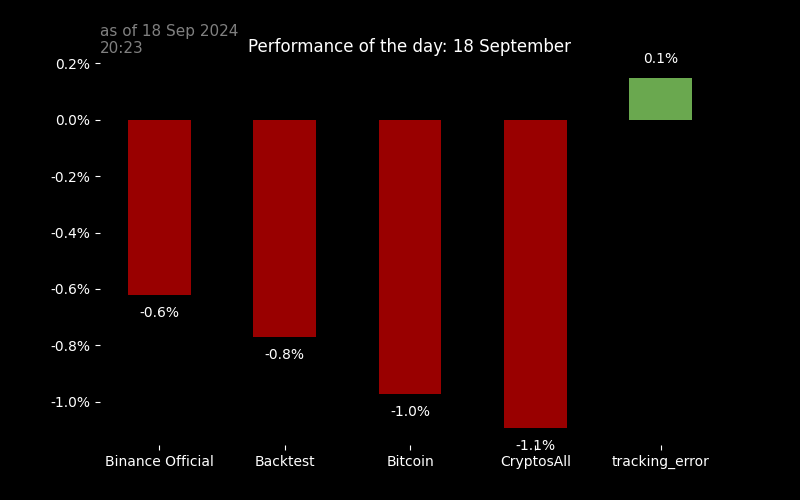 as of 18 Sep 2024
20:23
Performance of the day: 18 September
0.2%
0.0%
-0.2%
-0.4%
-0.6%
-0.8%
-1.0%
-0.6%
-0.8%
-1.0%
-1.1%
0.1%
Binance Official
Backtest
Bitcoin
CryptosAll
tracking_error